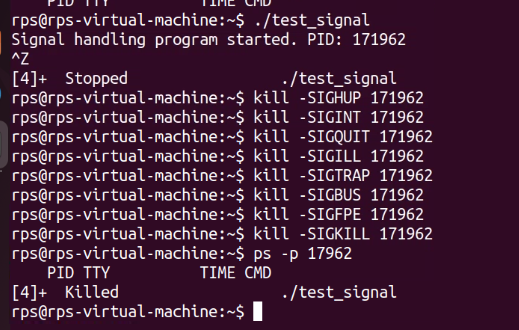 PID TTY          TIME CMD
rps@rps-virtual-machine:~$ ./test_signal
Signal handling program started. PID: 171962
^Z
[4]+  Stopped                 ./test_signal
rps@rps-virtual-machine:~$ kill -SIGHUP 171962
rps@rps-virtual-machine:~$ kill -SIGINT 171962
rps@rps-virtual-machine:~$ kill -SIGQUIT 171962
rps@rps-virtual-machine:~$ kill -SIGILL 171962
rps@rps-virtual-machine:~$ kill -SIGTRAP 171962
rps@rps-virtual-machine:~$ kill -SIGBUS 171962
rps@rps-virtual-machine:~$ kill -SIGFPE 171962
rps@rps-virtual-machine:~$ kill -SIGKILL 171962
rps@rps-virtual-machine:~$ ps -p 17962
    PID TTY          TIME CMD
[4]+  Killed                  ./test_signal
rps@rps-virtual-machine:~$